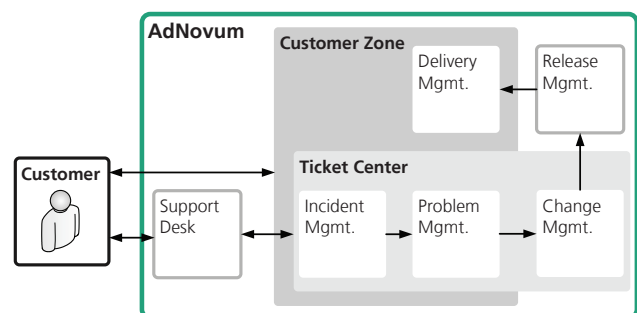 AdNovum
Customer Zone
Delivery
Mgmt.
Release
Mgmt.
Customer
Ticket Center
Support
Desk
Incident
Mgmt.
Problem
Mgmt.
Change
Mgmt.